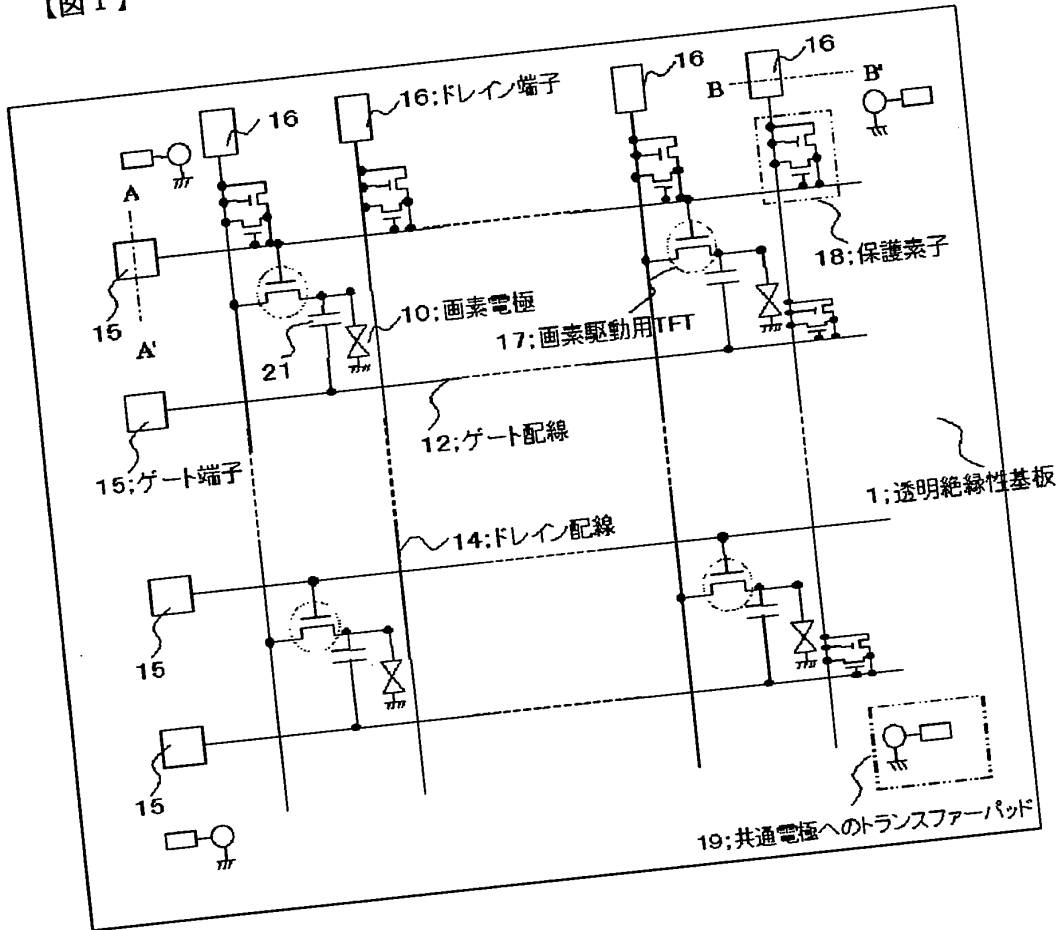 【図１】
16
16;ドレイン端子
16
16
B
B'
A
15
A'
18;保護素子
10;画素電極
17;画素駆動用TFT
21
12;ゲート配線
15;ゲート端子
1;透明絶縁性基板
14;ドレイン配線
15
15
19;共通電極へのトランスファーパッド